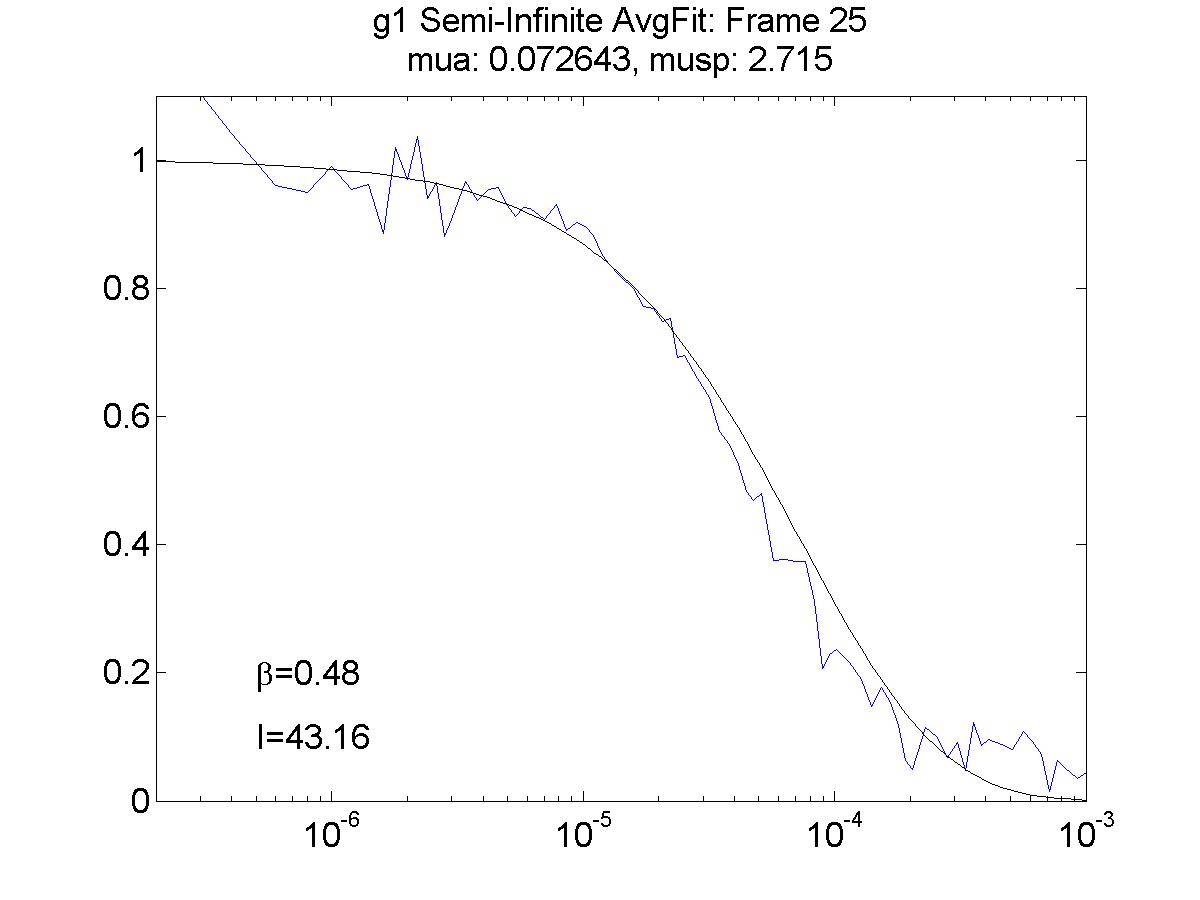 g1 Semi-Infinite AvgFit: Frame 25
mua: 0.072643, musp: 2.715
1
0.8
0.6
0.4
0.2
0
β=0.48
I=43.16
10^-6
10^-5
10^-4
10^-3